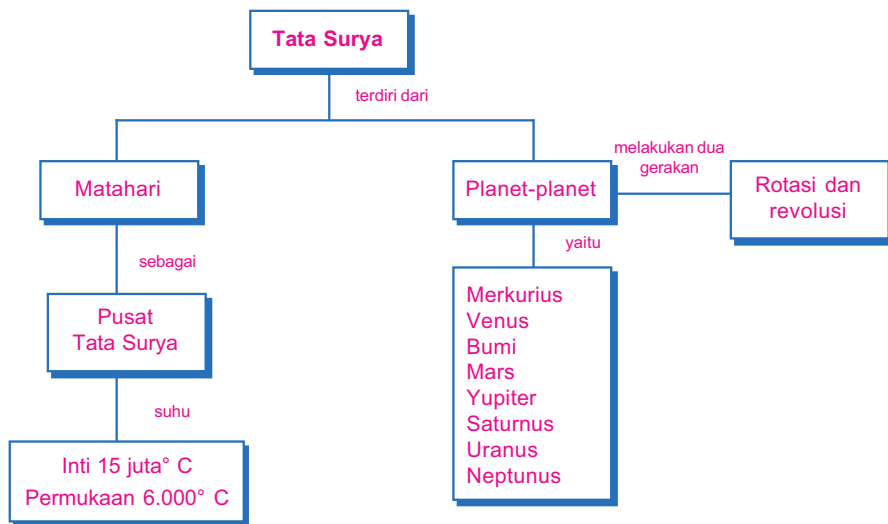 Tata Surya
terdiri dari
Matahari
sebagai
Pusat
Tata Surya
suhu
Inti 15 juta° C
Permukaan 6.000° C
Planet-planet
melakukan dua
gerakan
Rotasi dan
revolusi
yaitu
Merkurius
Venus
Bumi
Mars
Yupiter
Saturnus
Uranus
Neptunus